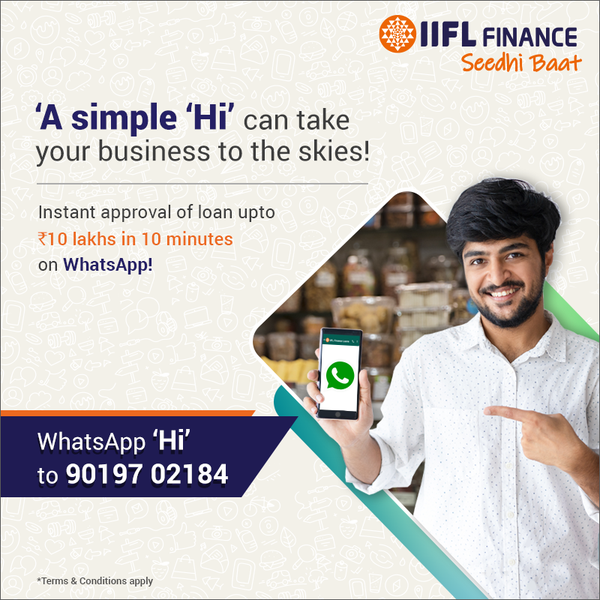 IIFL FINANCE
Seedhi Baat
‘A simple ‘Hi’ can take
your business to the skies!
Instant approval of loan upto
₹10 lakhs in 10 minutes
on WhatsApp!
WhatsApp ‘Hi’
to 90197 02184
*Terms & Conditions apply